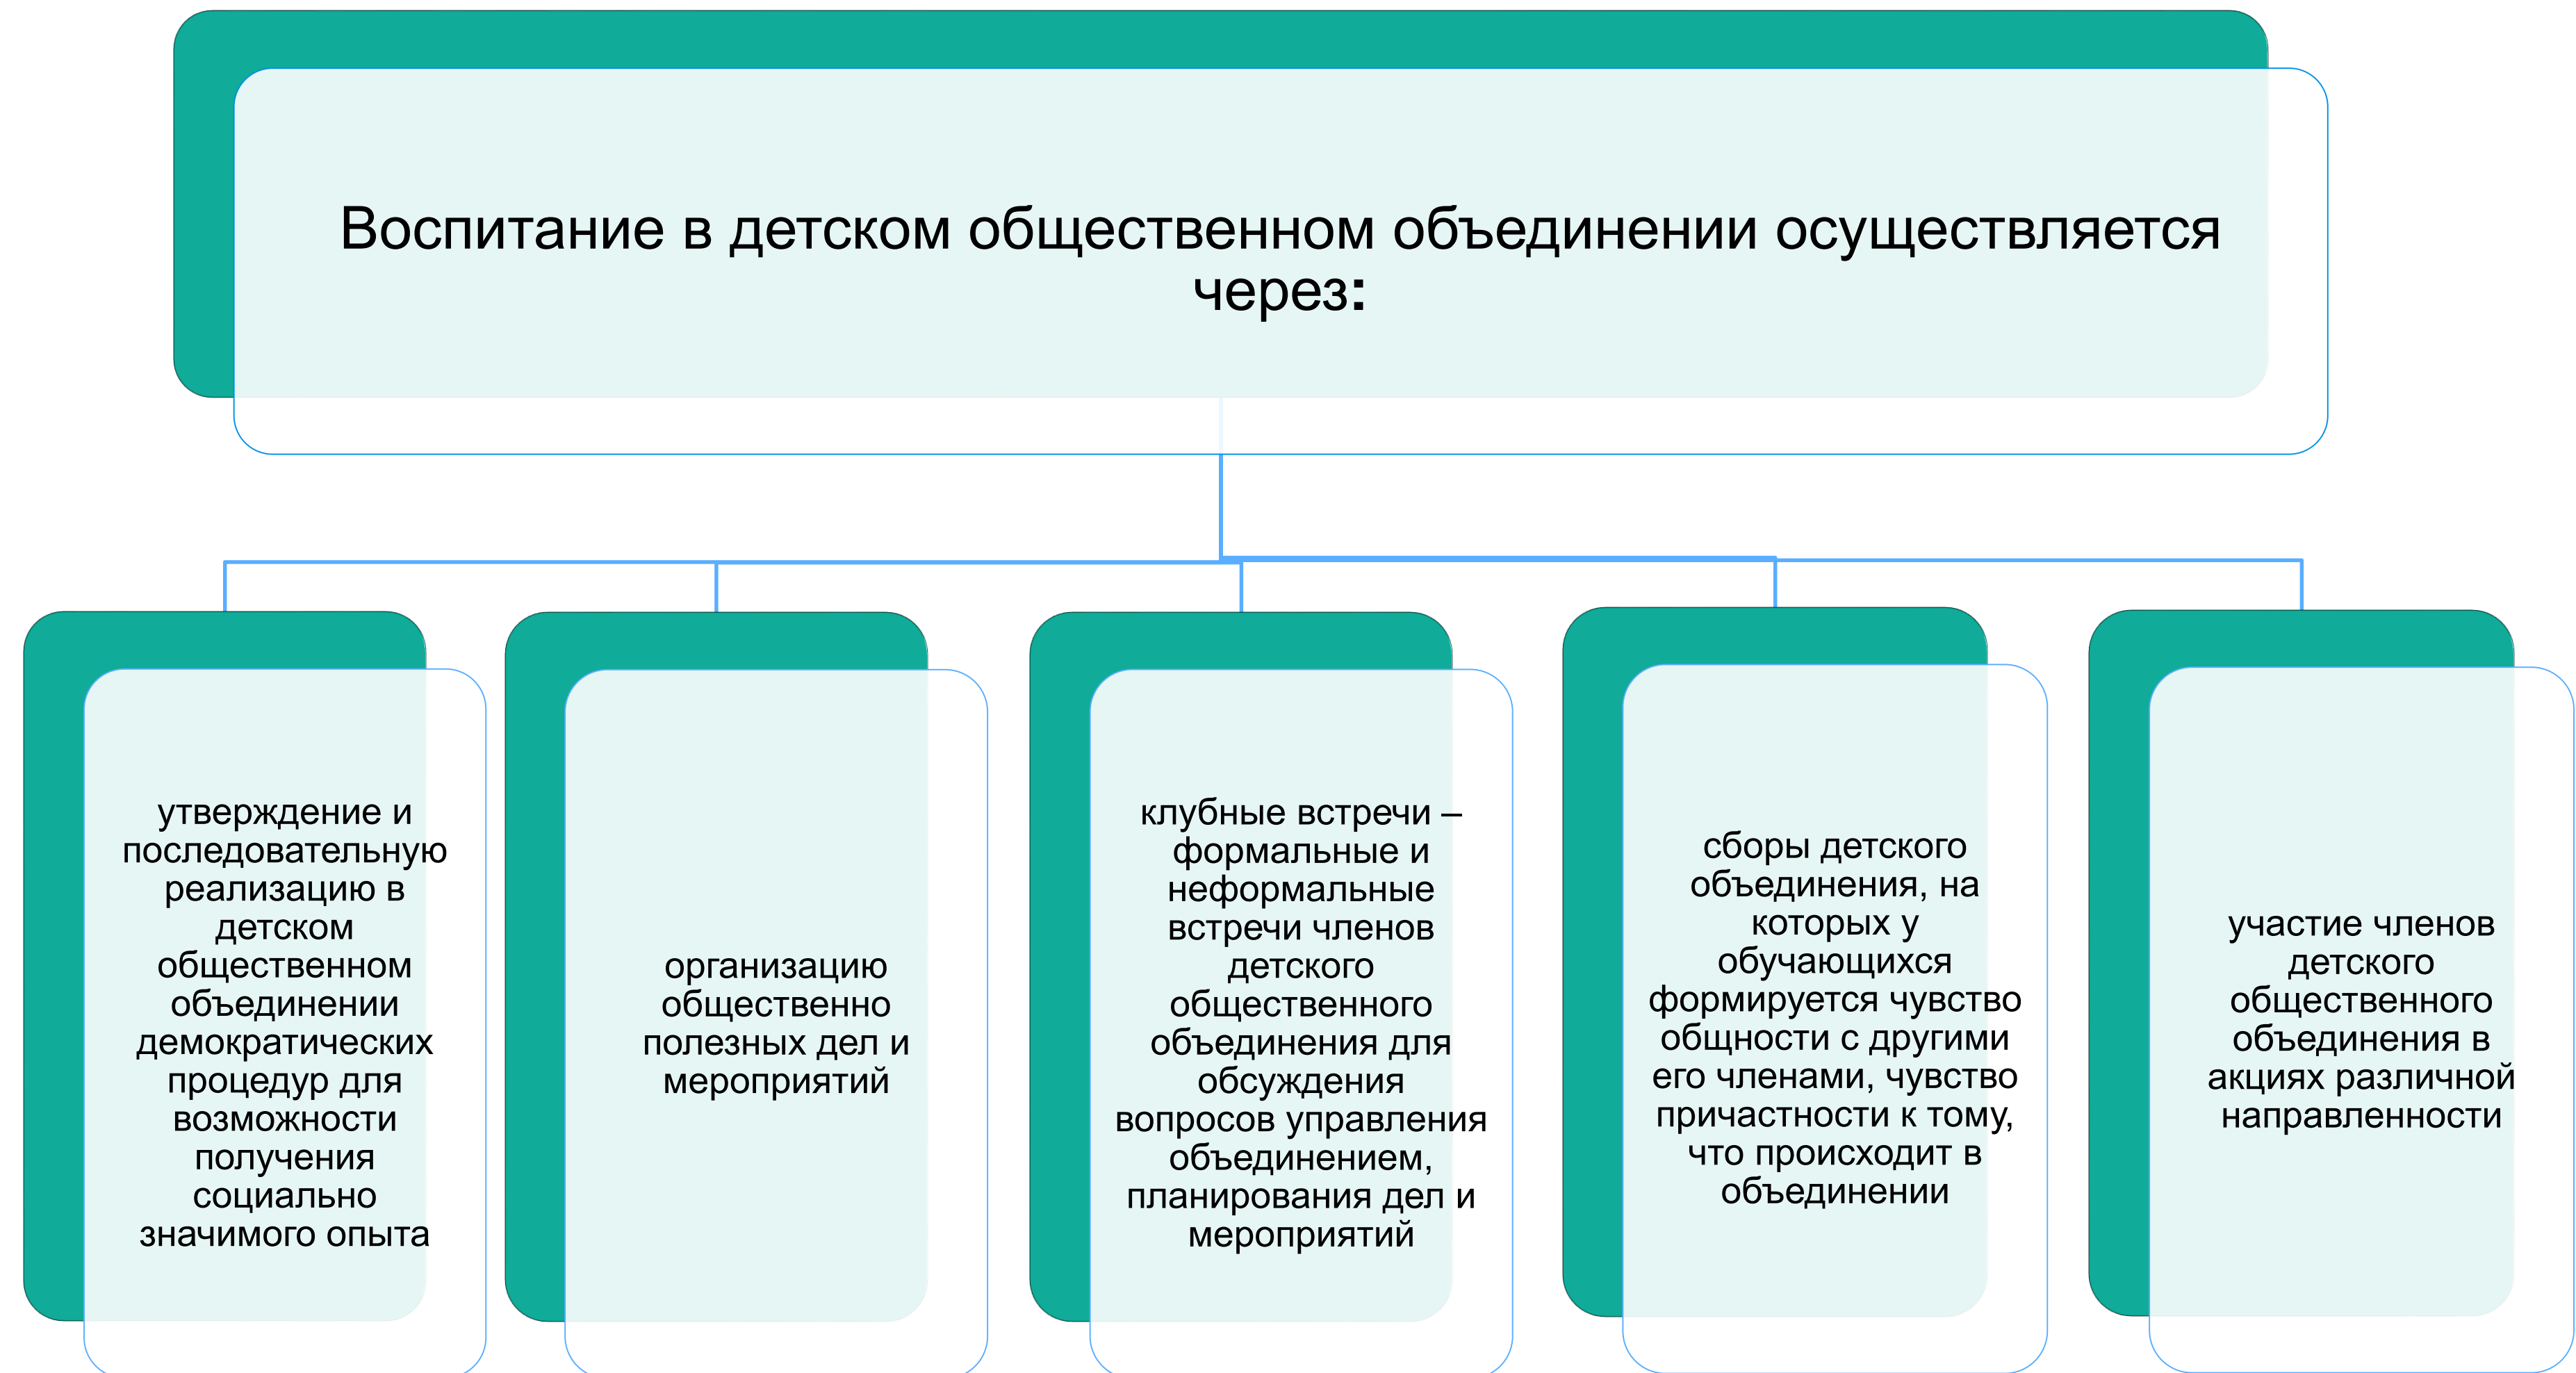 Воспитание в детском общественном объединении осуществляется
через:
утверждение и
последовательную
реализацию в
детском
общественном
объединении
демократических
процедур для
возможности
получения
социально
значимого опыта
организацию
общественно
полезных дел и
мероприятий
клубные встречи –
формальные и
неформальные
встречи членов
детского
общественного
объединения для
обсуждения
вопросов управления
объединением,
планирования дел и
мероприятий
сборы детского
объединения, на
которых у
обучающихся
формируется чувство
общности с другими
его членами, чувство
причастности к тому,
что происходит в
объединении
участие членов
детского
общественного
объединения в
акциях различной
направленности